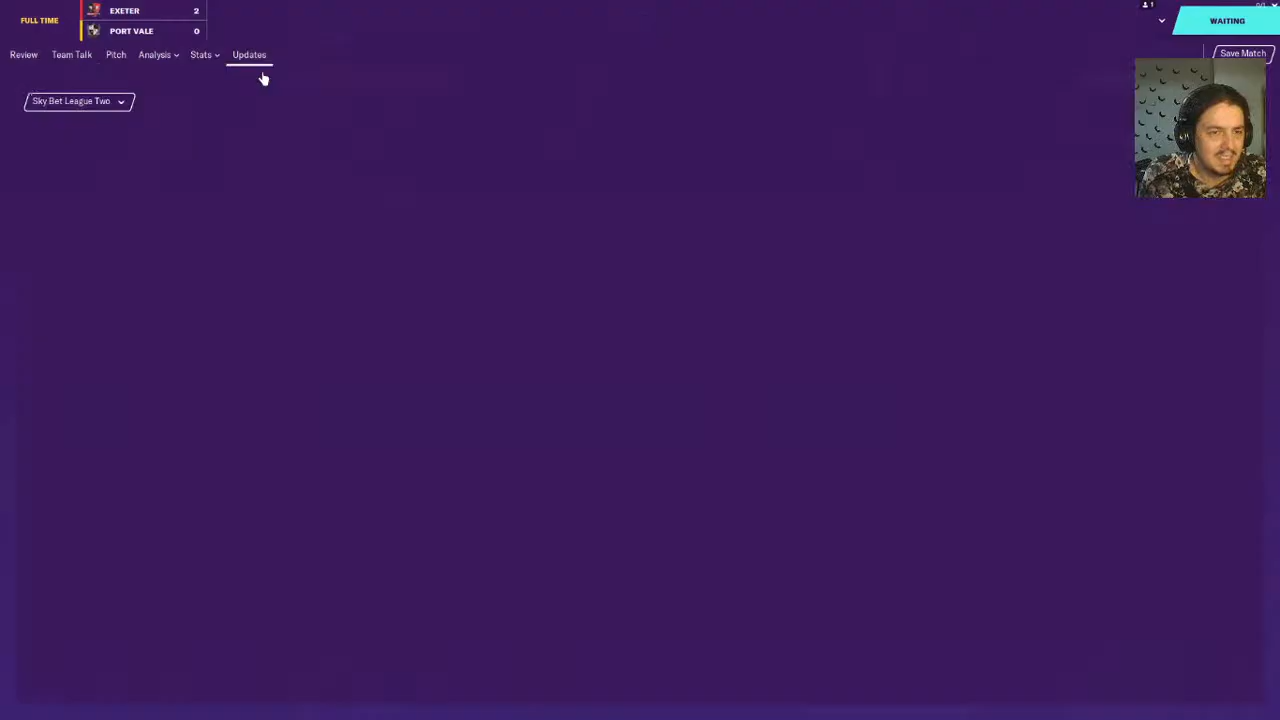 FULL TIME
EXETER 2
PORT VALE 0
1
WAITING
Review Team Talk Pitch Analysis Stats Updates
Save Match
Sky Bet League Two